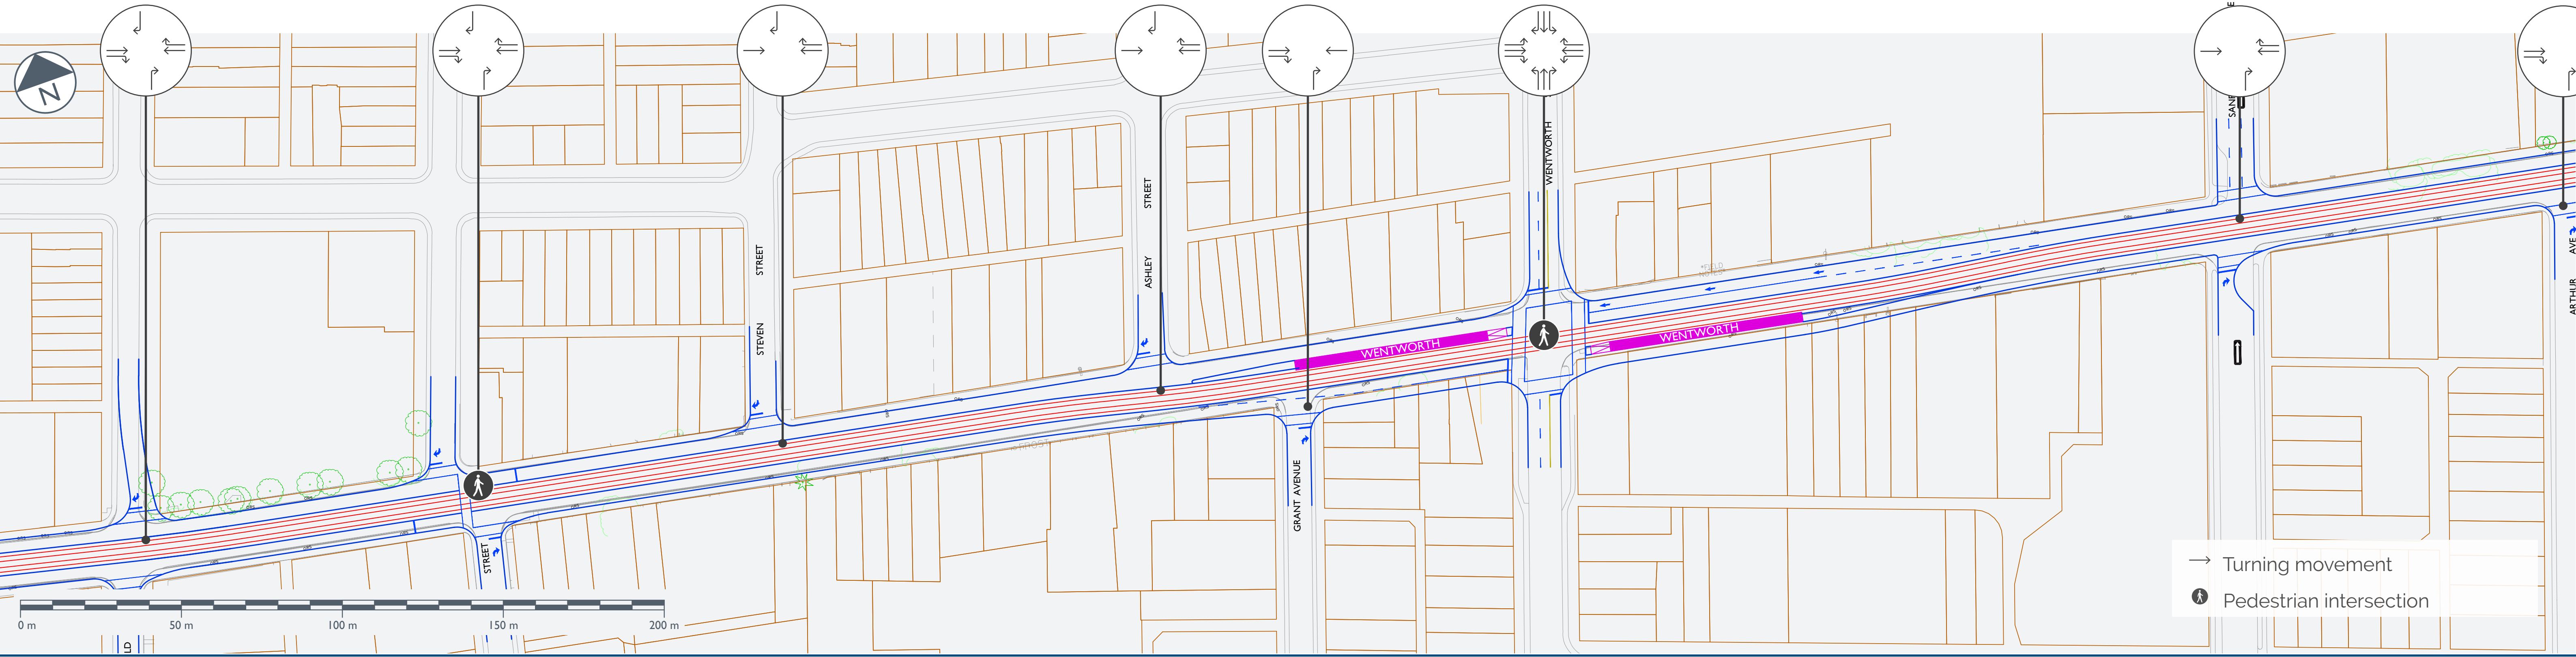 N
STREET
STEVEN
STREET
ASHLEY
STREET
GRANT AVENUE
WENTWORTH
WENTWORTH
WENTWORTH
ARTHUR
AVE
LD
0 m
50 m
100 m
150 m
200 m
Turning movement
Pedestrian intersection